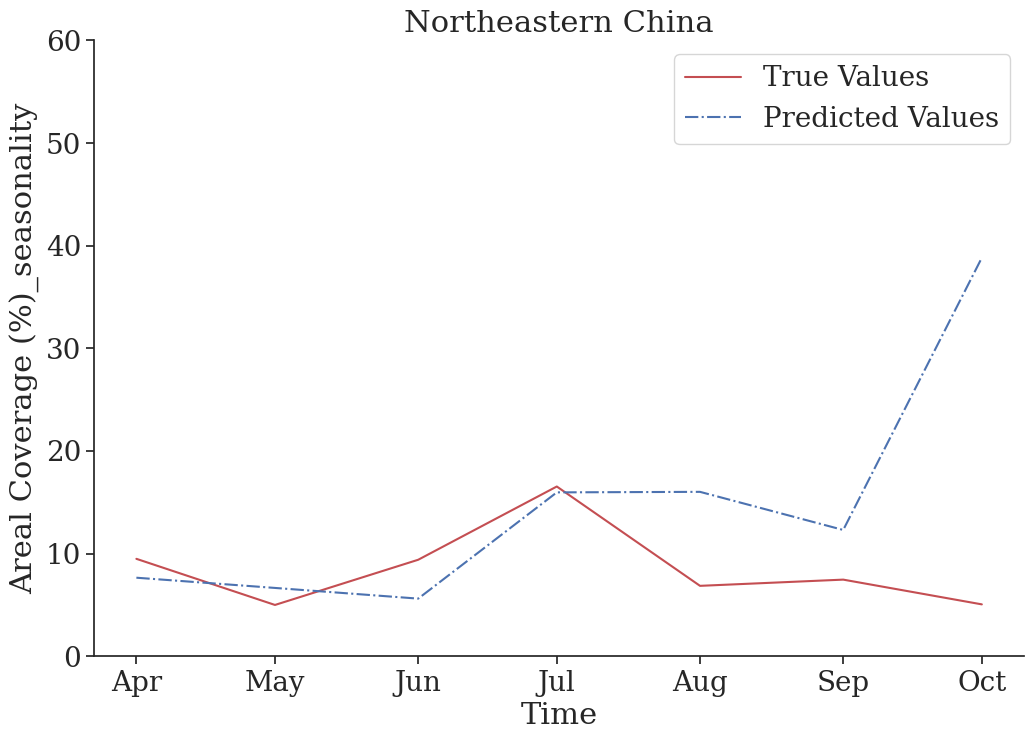 Northeastern China
True Values
Predicted Values
Areal Coverage (%)_seasonality
60
50
40
30
20
10
0
Apr May Jun Jul Aug Sep Oct
Time